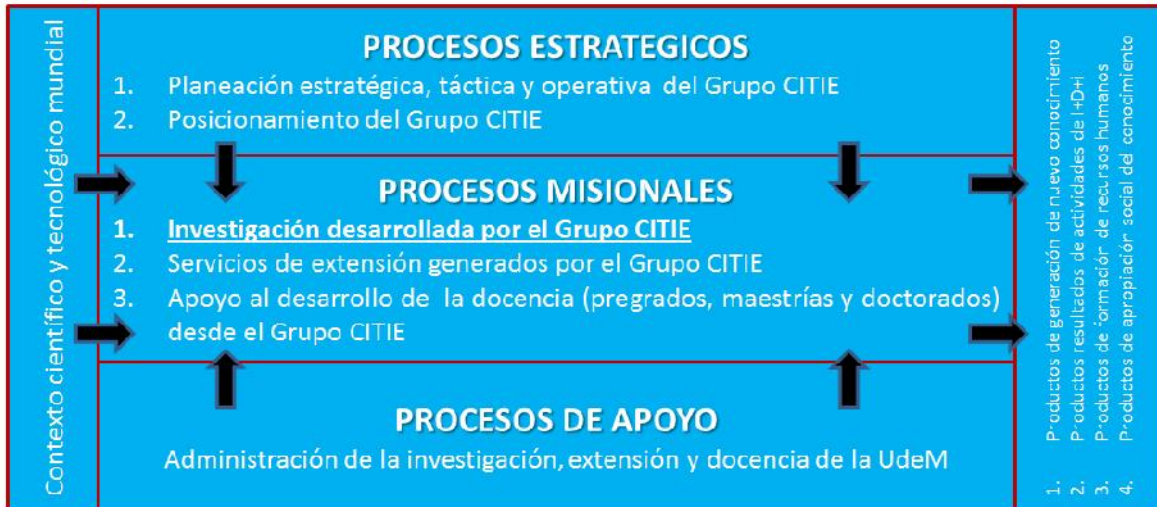 Contexto científico y tecnológico mundial
PROCESOS ESTRATEGICOS
1. Planeación estratégica, táctica y operativa del Grupo CITIE
2. Posicionamiento del Grupo CITIE
PROCESOS MISIONALES
1. Investigación desarrollada por el Grupo CITIE
2. Servicios de extensión generados por el Grupo CITIE
3. Apoyo al desarrollo de la docencia (pregrados, maestrías y doctorados)
desde el Grupo CITIE
PROCESOS DE APOYO
Administración de la investigación, extensión y docencia de la UdeM
1. Productos de generación de nuevo conocimiento
2. Productos resultados de actividades de I+D+i
3. Productos de formación de recursos humanos
4. Productos de apropiación social del conocimiento